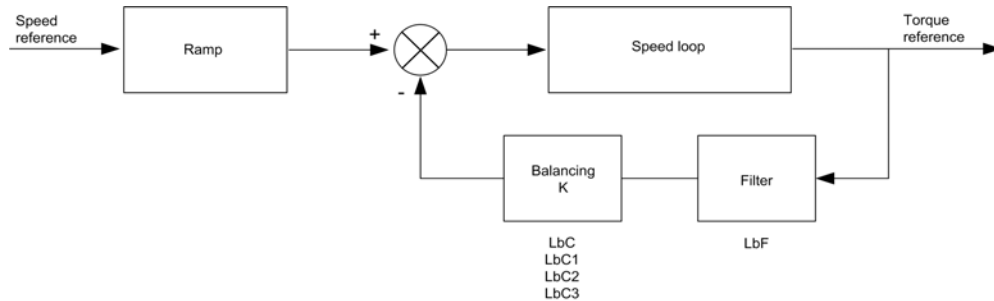 Speed
reference
Ramp
+
-
Speed loop
Torque
reference
Balancing
K
Filter
LbC
LbC1
LbC2
LbC3
LbF